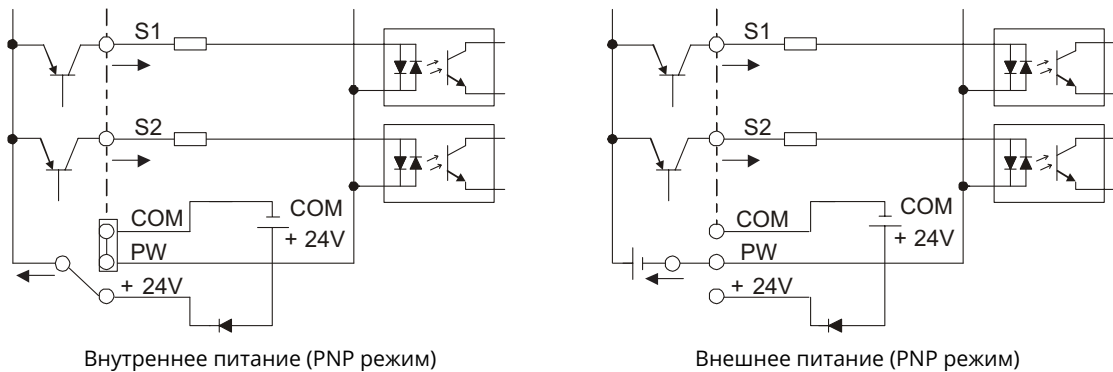 S1
S2
COM
COM
+ 24V
PW
+ 24V
Внутреннее питание (PNP режим)
S1
S2
COM
COM
+ 24V
PW
+ 24V
Внешнее питание (PNP режим)